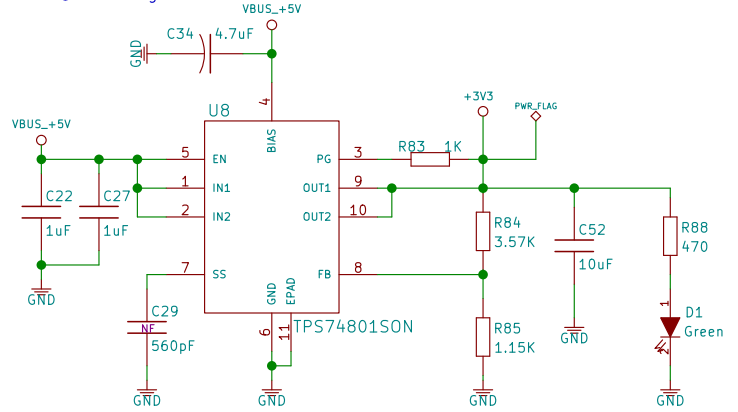 VBUS_+5V
C34 4.7uF
GND
4
+3V3
PWR_FLAG
U8
VBUS_+5V
BIAS
R83 1K
5 EN
PG 3
1 IN1
OUT1 9
2 IN2
OUT2 10
C22
1uF
C27
1uF
R84
3.57K
C52
10uF
R88
470
GND
7 SS
FB 8
GND
EPAD
C29
NF
560pF
TPS74801SON
6
11
R85
1.15K
GND
1
D1
Green
2
GND
GND
GND
GND